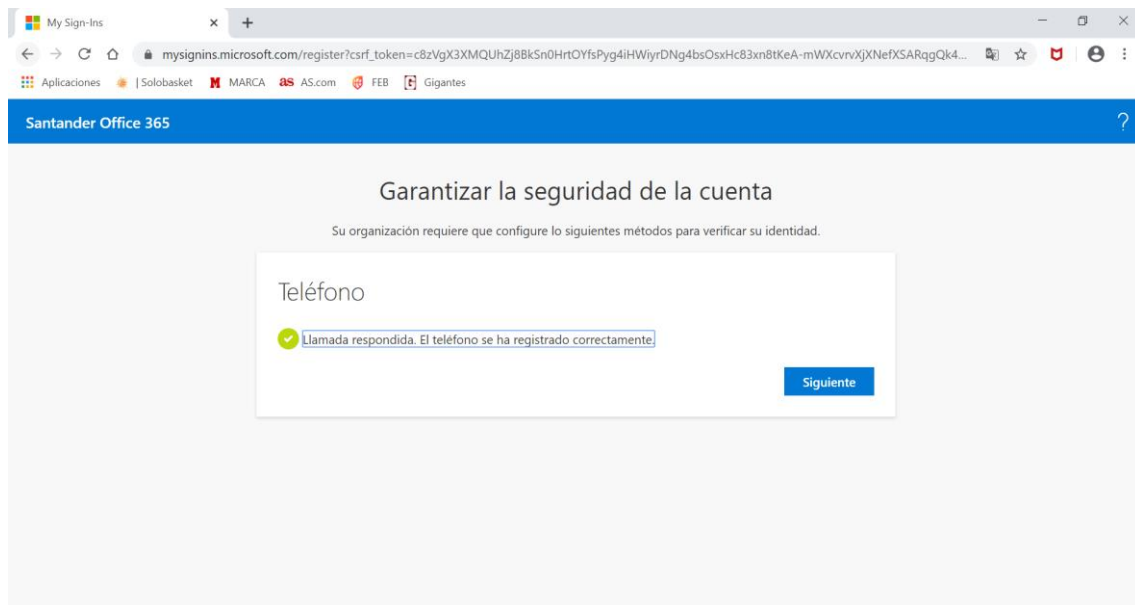 My Sign-Ins
mysignins.microsoft.com/register?csrf_token=c8zVgX3XMQUhZj8BkSn0HrtOYfsPyg4iHWiyrDNg4bsOsxHc83xn8tKeA-mWXcvrvXjXNefXSARqgQk4...
Aplicaciones | Solobasket M MARCA as AS.com FEB Gigantes
Santander Office 365 ?
Garantizar la seguridad de la cuenta
Su organización requiere que configure lo siguientes métodos para verificar su identidad.
Teléfono
Llamada respondida. El teléfono se ha registrado correctamente.
Siguiente